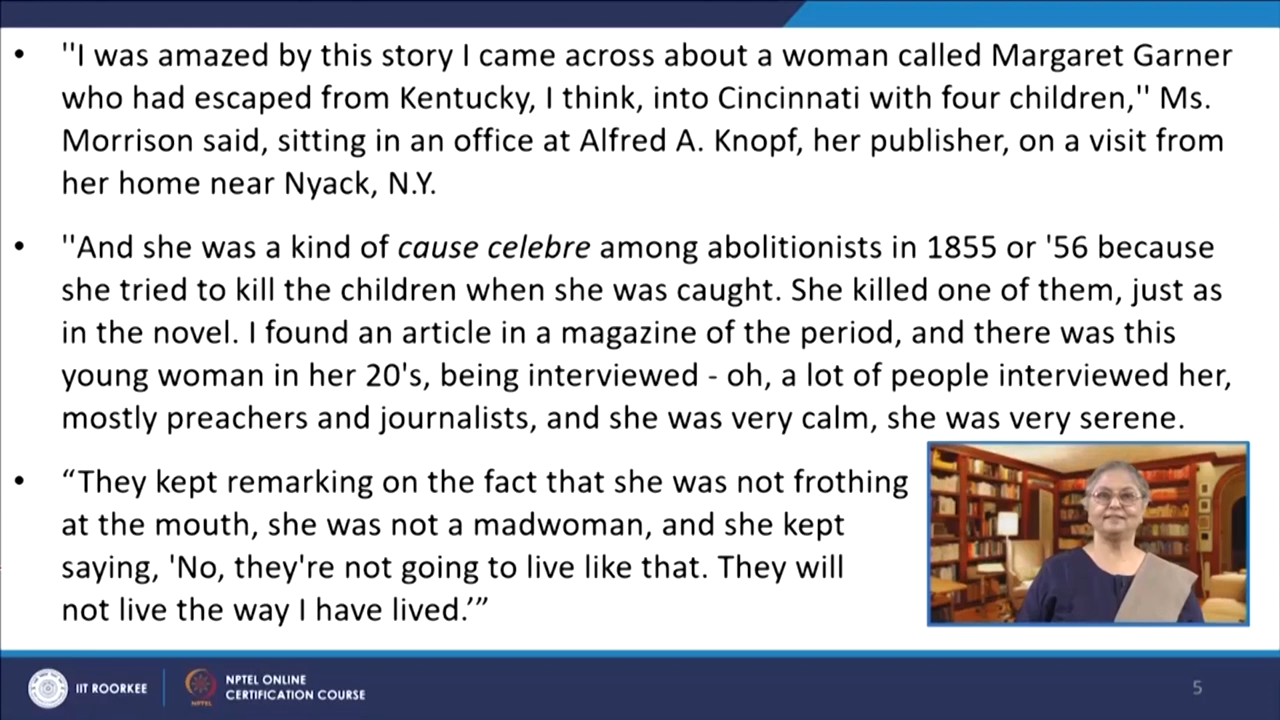 • "I was amazed by this story I came across about a woman called Margaret Garner
who had escaped from Kentucky, I think, into Cincinnati with four children," Ms.
Morrison said, sitting in an office at Alfred A. Knopf, her publisher, on a visit from
her home near Nyack, N.Y.
• "And she was a kind of cause celebre among abolitionists in 1855 or '56 because
she tried to kill the children when she was caught. She killed one of them, just as
in the novel. I found an article in a magazine of the period, and there was this
young woman in her 20's, being interviewed - oh, a lot of people interviewed her,
mostly preachers and journalists, and she was very calm, she was very serene.
• “They kept remarking on the fact that she was not frothing
at the mouth, she was not a madwoman, and she kept
saying, 'No, they're not going to live like that. They will
not live the way I have lived.’”
IIT ROORKEE
NPTEL
NPTEL ONLINE
CERTIFICATION COURSE
5